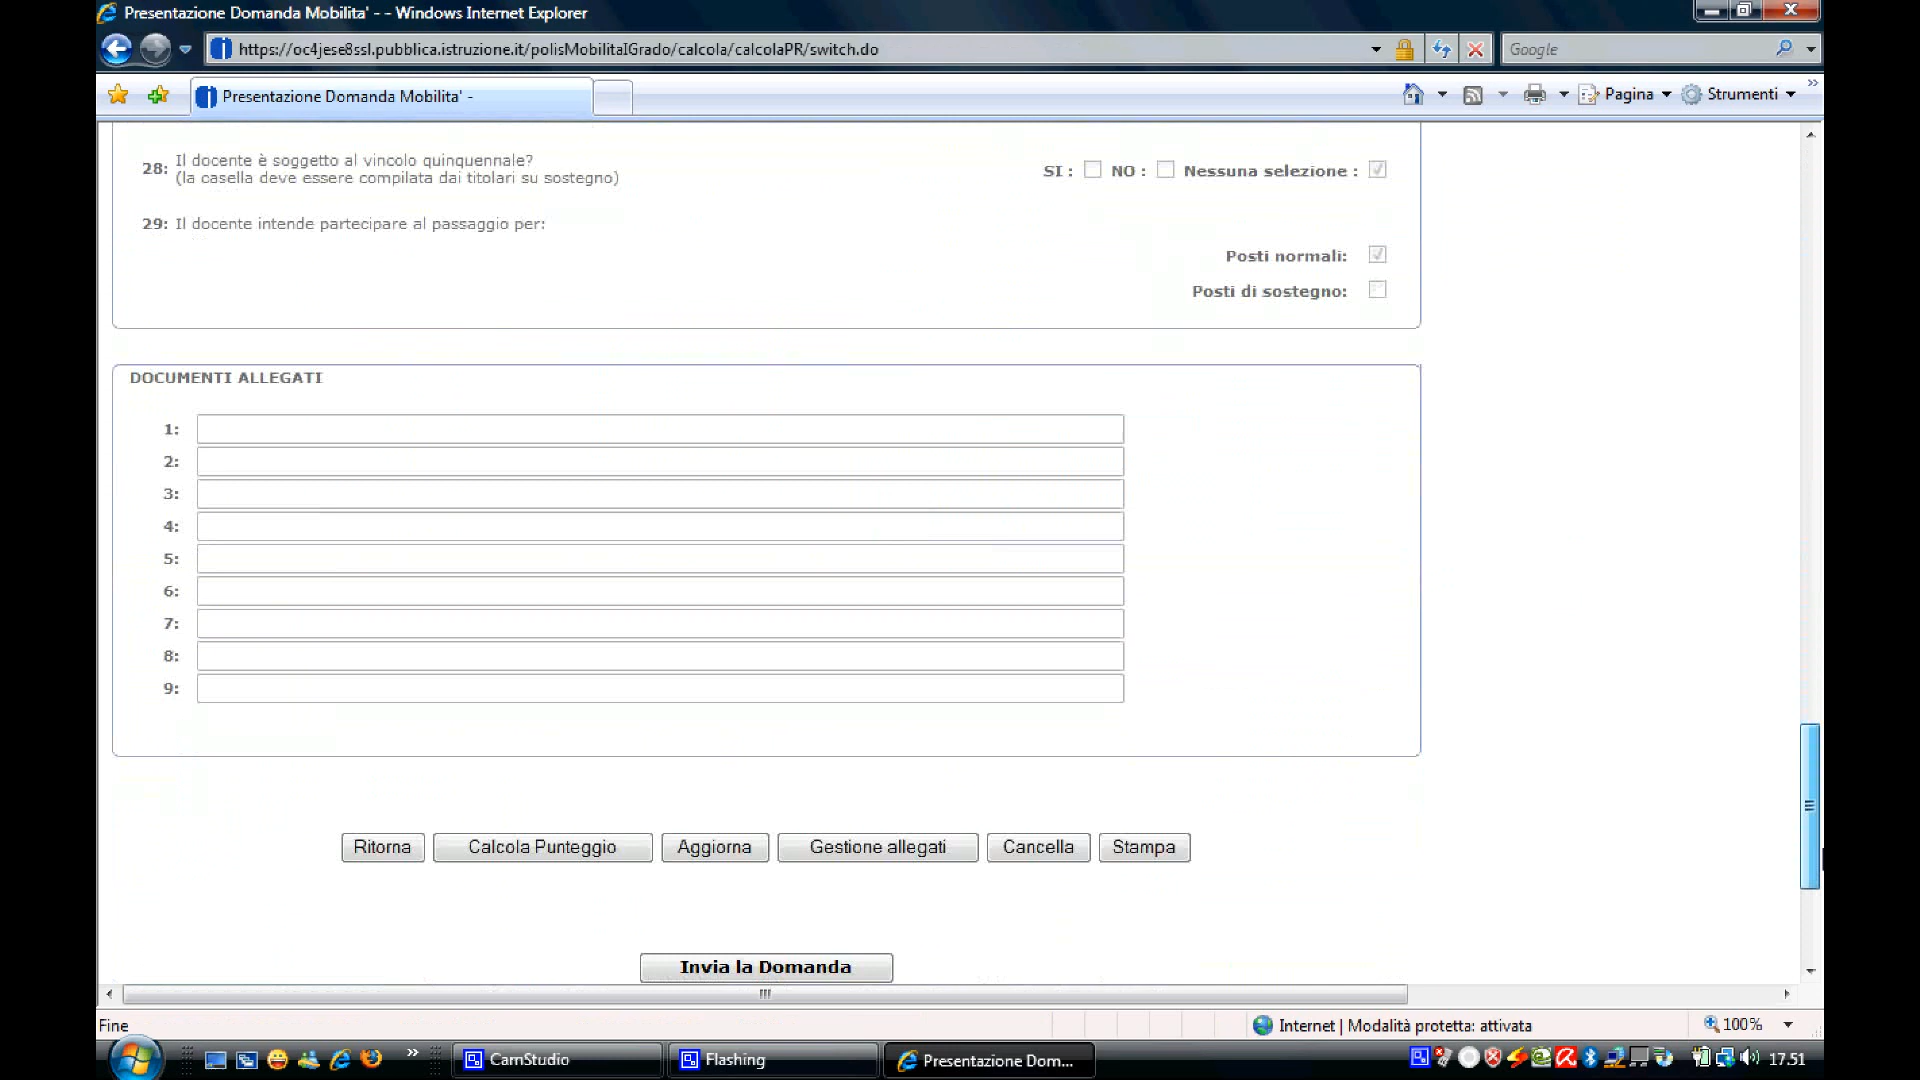 Presentazione Domanda Mobilita' - - Windows Internet Explorer
https://oc4jese8ssl.pubblica.istruzione.it/polisMobilitaIGrado/calcola/calcolaPR/switch.do
Google
Presentazione Domanda Mobilita' -
Pagina
Strumenti
28: Il docente è soggetto al vincolo quinquennale?
(la casella deve essere compilata dai titolari su sostegno)
SI : NO : Nessuna selezione :
29: Il docente intende partecipare al passaggio per:
Posti normali:
Posti di sostegno:
DOCUMENTI ALLEGATI
1:
2:
3:
4:
5:
6:
7:
8:
9:
Ritorna Calcola Punteggio Aggiorna Gestione allegati Cancella Stampa
Invia la Domanda
Fine
Internet | Modalità protetta: attivata
100%
CamStudio
Flashing
Presentazione Dom...
17.51